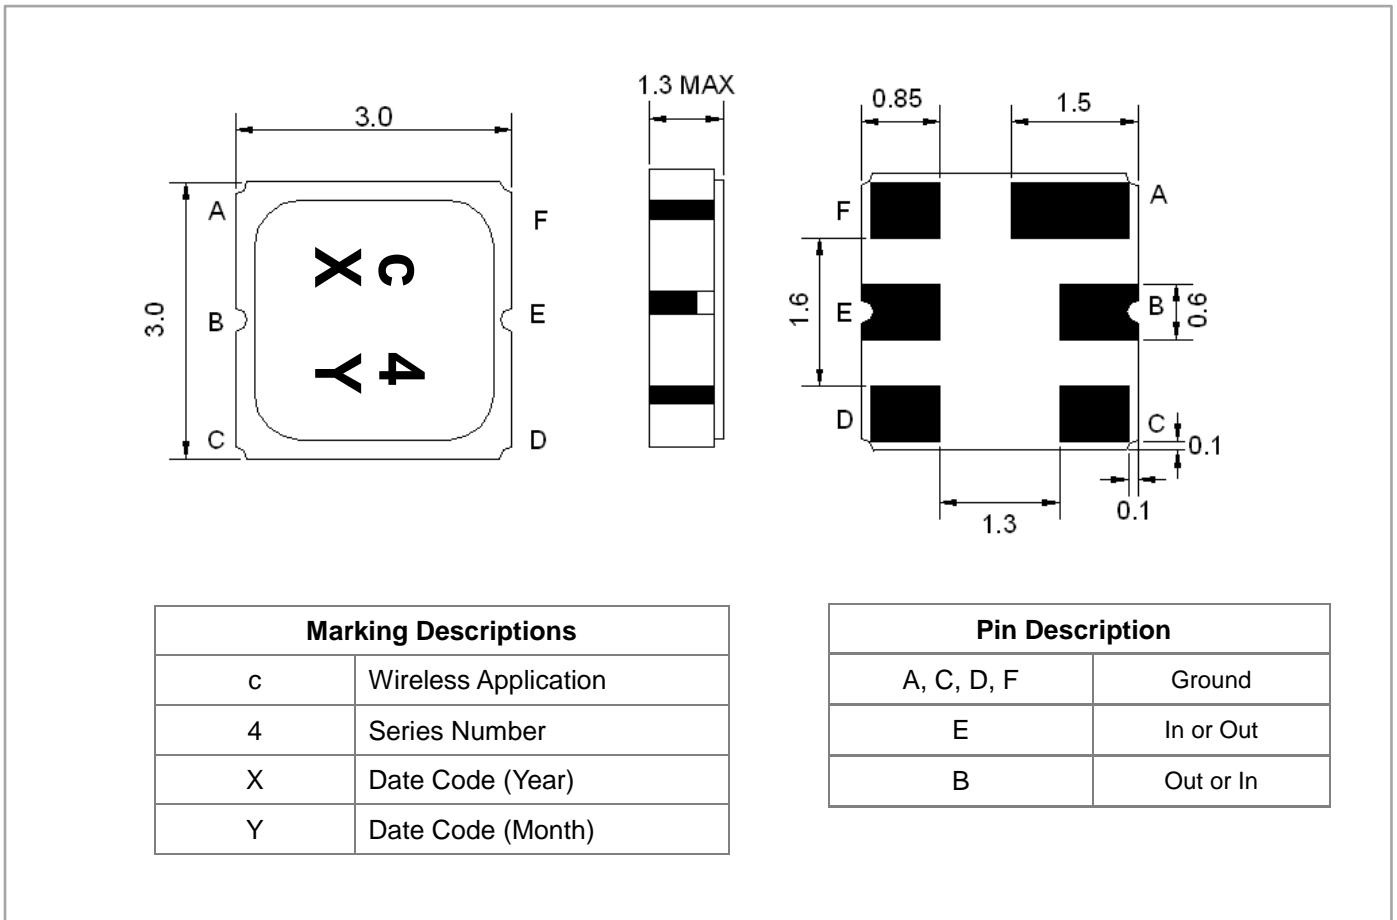 1.3 MAX
3.0
0.85
1.5
A
F
F
A
3.0
c
X
B
E
1.6
E
B
0.6
4
Y
C
D
D
C
0.1
0.1
1.3
Marking Descriptions
c Wireless Application
4 Series Number
X Date Code (Year)
Y Date Code (Month)
Pin Description
A, C, D, F Ground
E In or Out
B Out or In